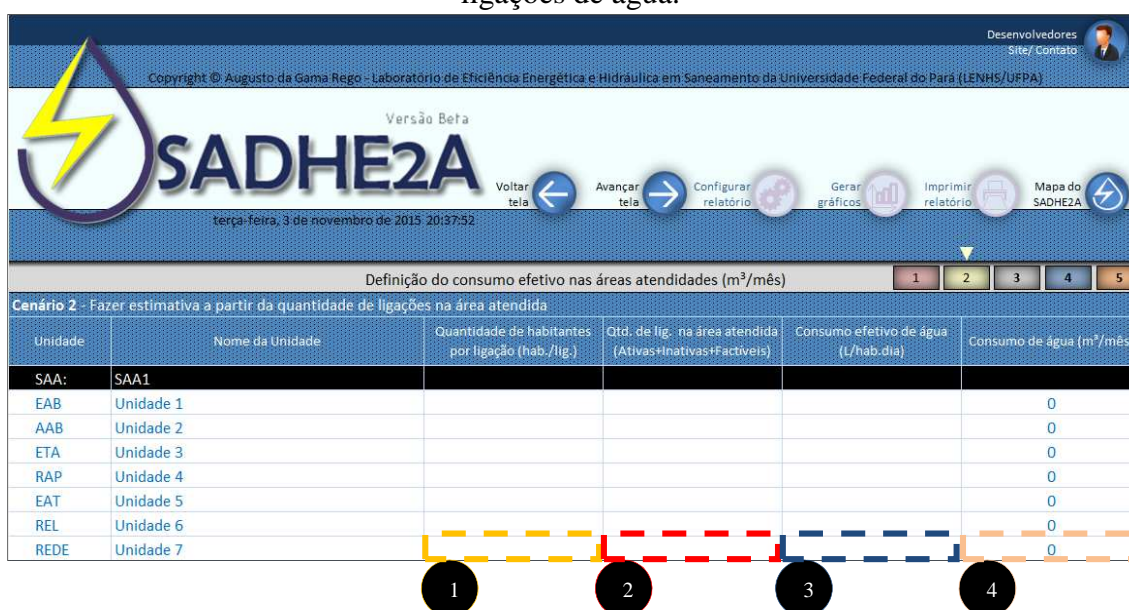 ligações de água.
Desenvolvedores
Site/ Contato
Copyright © Augusto da Gama Rego - Laboratório de Eficiência Energética e Hidráulica em Saneamento da Universidade Federal do Pará (LENHS/UFPA)
Versão Beta
SADHE2A
Voltar tela
Avançar tela
Configurar relatório
Gerar gráficos
Imprimir relatório
Mapa do SADHE2A
terça-feira, 3 de novembro de 2015 20:37:52
Definição do consumo efetivo nas áreas atendidades (m³/mês) 1 2 3 4 5
Cenário 2 - Fazer estimativa a partir da quantidade de ligações na área atendida
Unidade Nome da Unidade Quantidade de habitantes por ligação (hab./lig.) Qtd. de lig. na área atendida (Ativas+Inativas+Factíveis) Consumo efetivo de água (L/hab.dia) Consumo de água (m³/mês
SAA: SAA1
EAB Unidade 1 0
AAB Unidade 2 0
ETA Unidade 3 0
RAP Unidade 4 0
EAT Unidade 5 0
REL Unidade 6 0
REDE Unidade 7 0
1 2 3 4